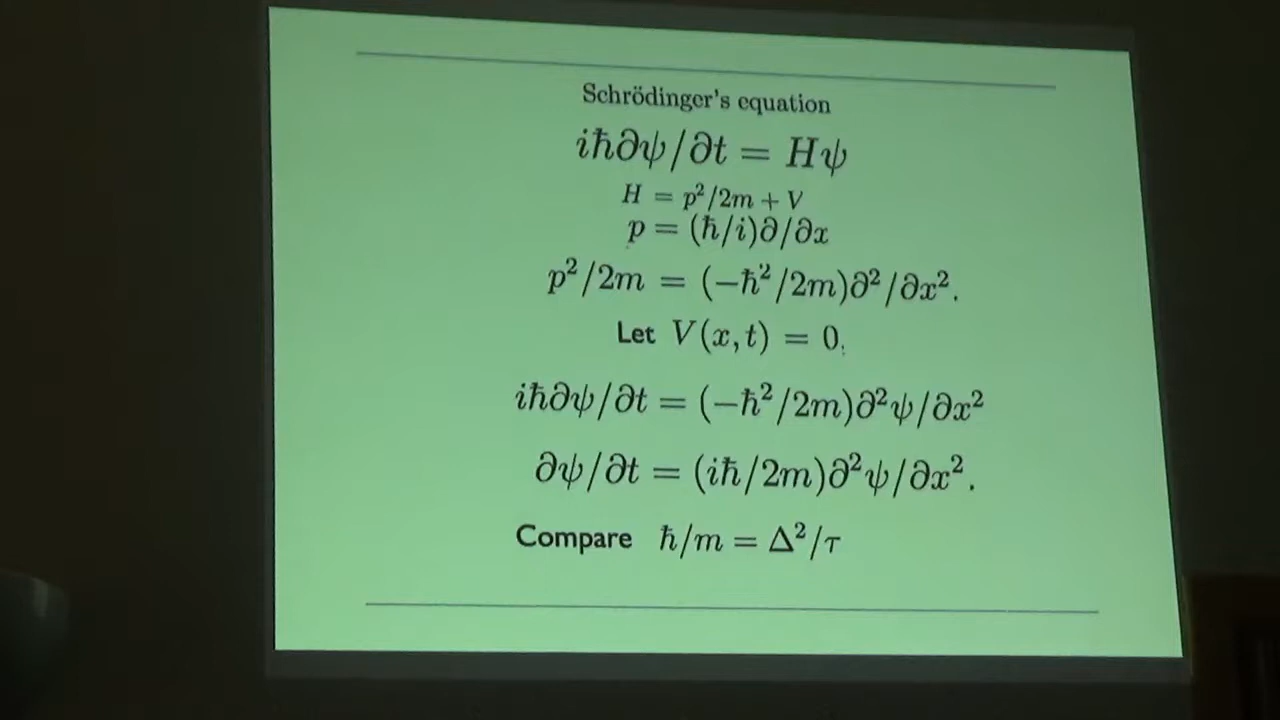 Schrödinger's equation
iħ∂ψ/∂t = Hψ
H = p²/2m + V
p = (ħ/i)∂/∂x
p²/2m = (−ħ²/2m)∂²/∂x².
Let V(x, t) = 0.
iħ∂ψ/∂t = (−ħ²/2m)∂²ψ/∂x²
∂ψ/∂t = (iħ/2m)∂²ψ/∂x².
Compare ħ/m = Δ²/τ